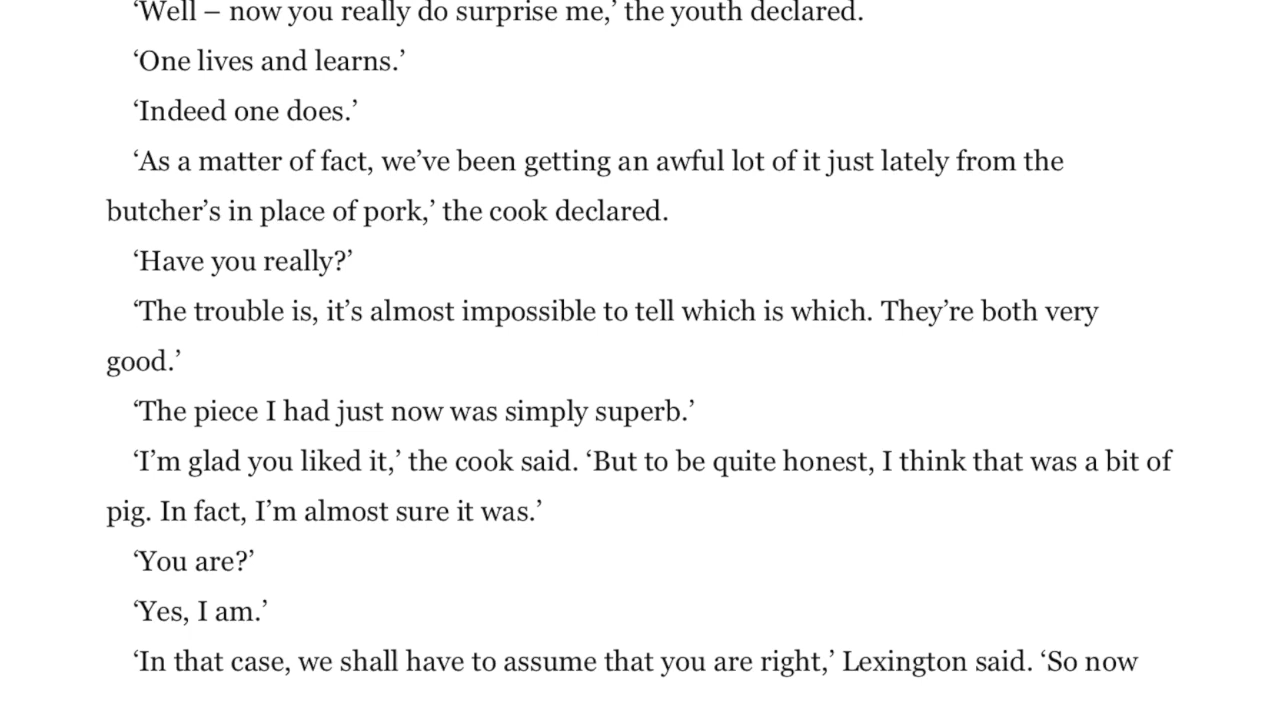 ‘Well – now you really do surprise me,’ the youth declared.
‘One lives and learns.’
‘Indeed one does.’
‘As a matter of fact, we’ve been getting an awful lot of it just lately from the
butcher’s in place of pork,’ the cook declared.
‘Have you really?’
‘The trouble is, it’s almost impossible to tell which is which. They’re both very
good.’
‘The piece I had just now was simply superb.’
‘I’m glad you liked it,’ the cook said. ‘But to be quite honest, I think that was a bit of
pig. In fact, I’m almost sure it was.’
‘You are?’
‘Yes, I am.’
‘In that case, we shall have to assume that you are right,’ Lexington said. ‘So now